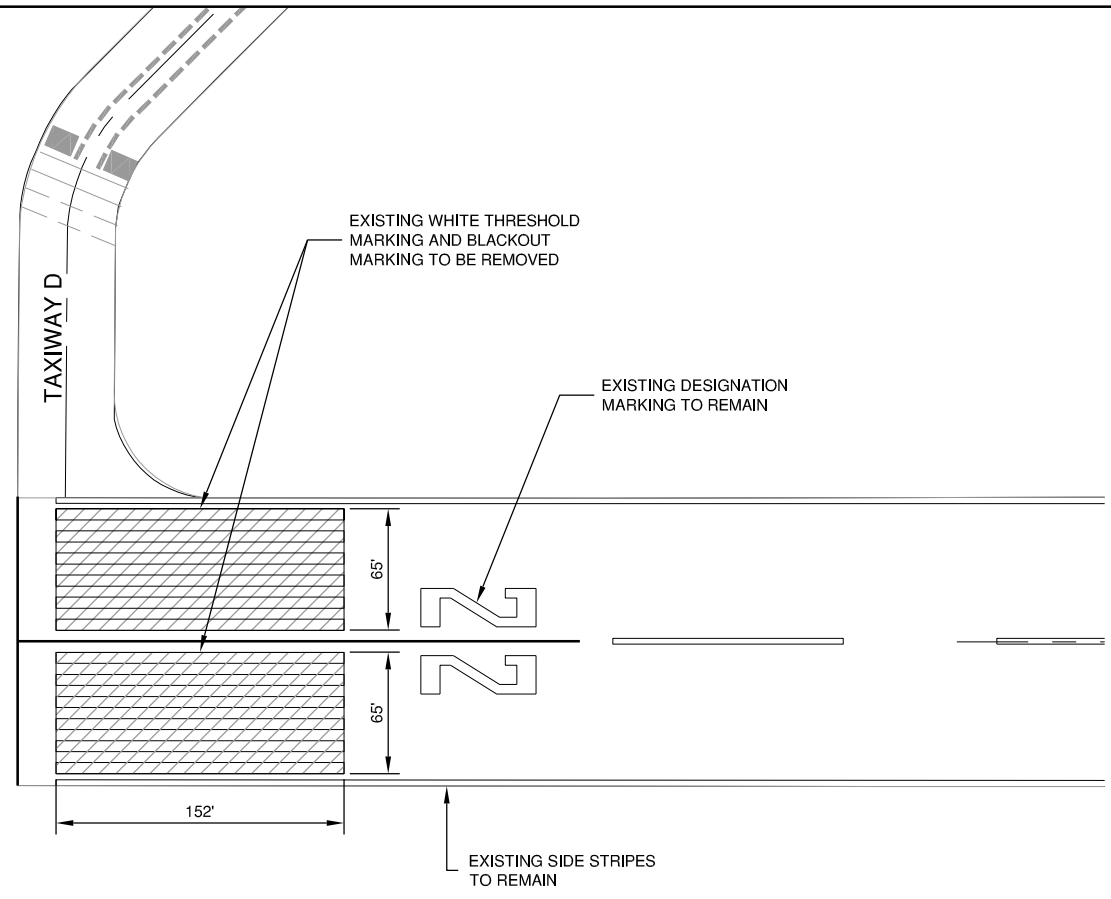 EXISTING WHITE THRESHOLD
MARKING AND BLACKOUT
MARKING TO BE REMOVED
TAXIWAY D
EXISTING DESIGNATION
MARKING TO REMAIN
65'
22
65'
152'
EXISTING SIDE STRIPES
TO REMAIN